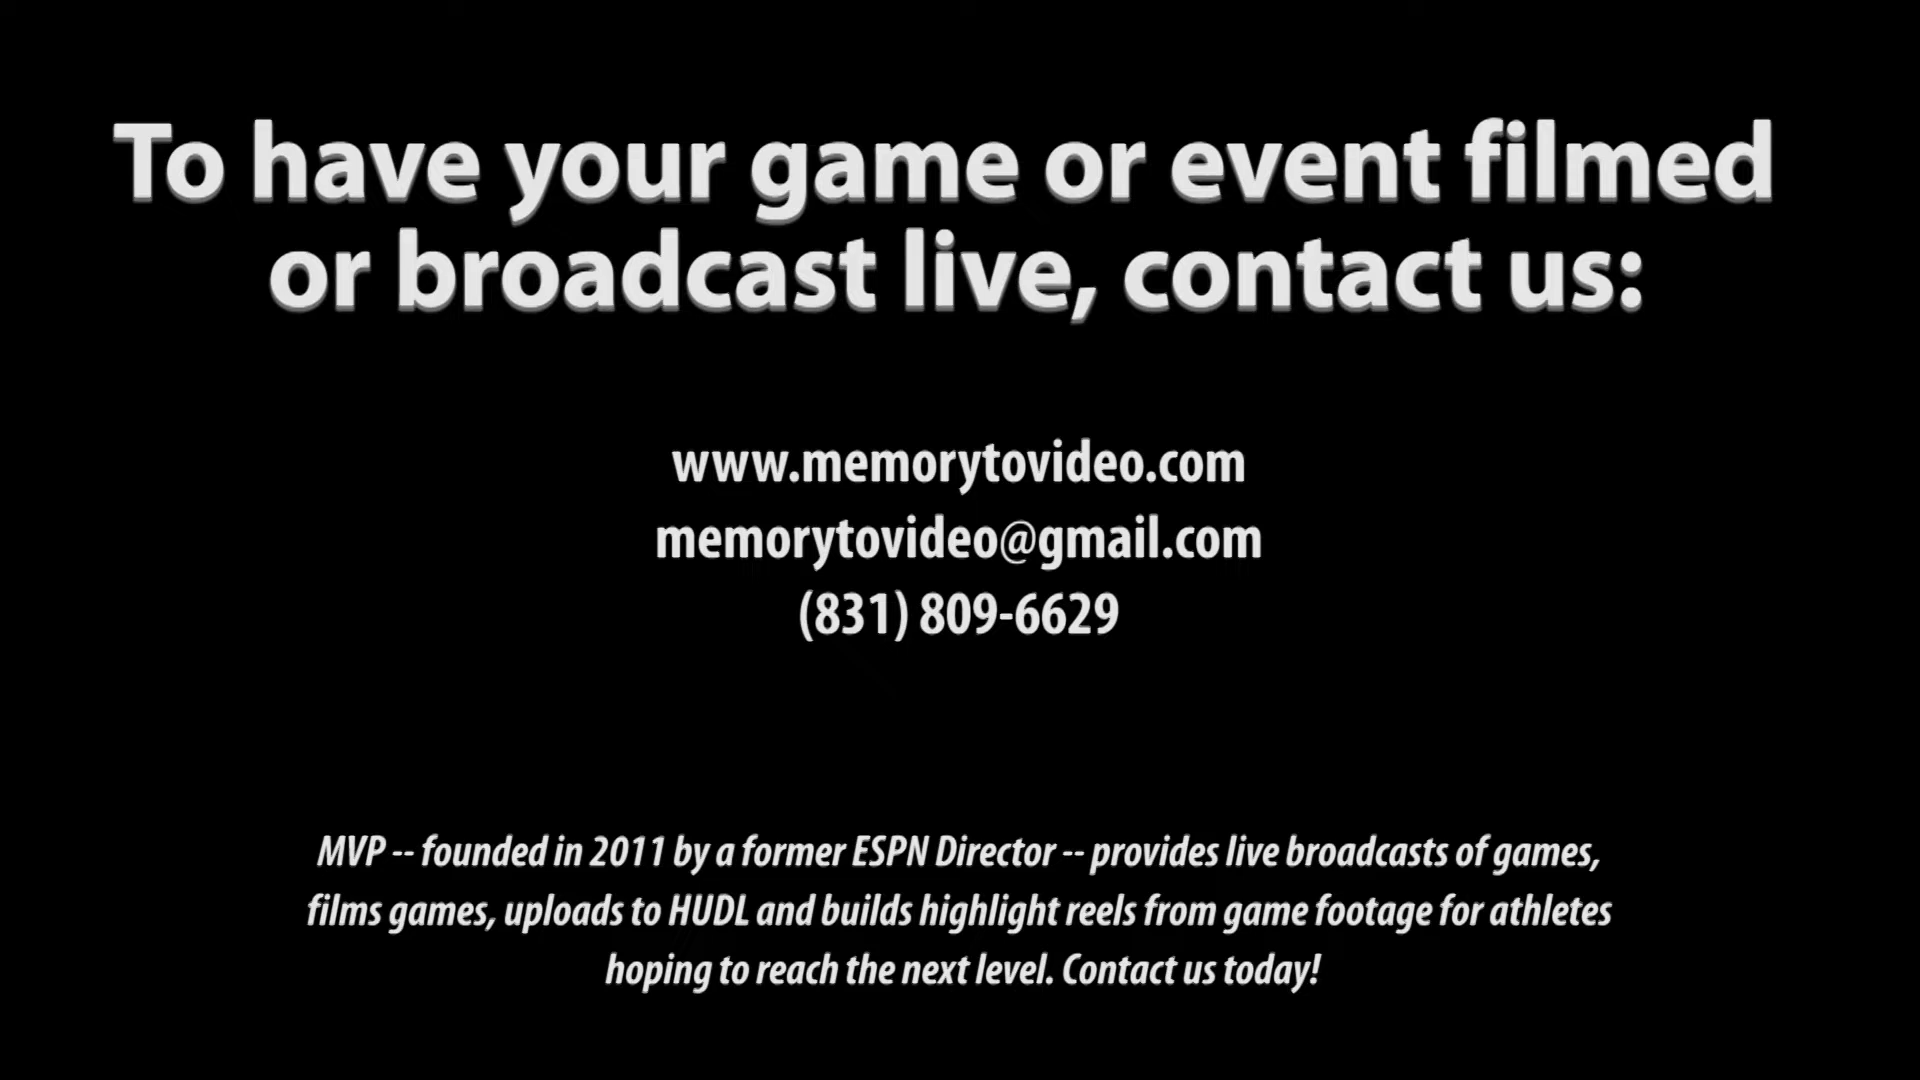 To have your game or event filmed
or broadcast live, contact us:
www.memorytovideo.com
memorytovideo@gmail.com
(831) 809-6629
MVP -- founded in 2011 by a former ESPN Director -- provides live broadcasts of games,
films games, uploads to HUDL and builds highlight reels from game footage for athletes
hoping to reach the next level. Contact us today!